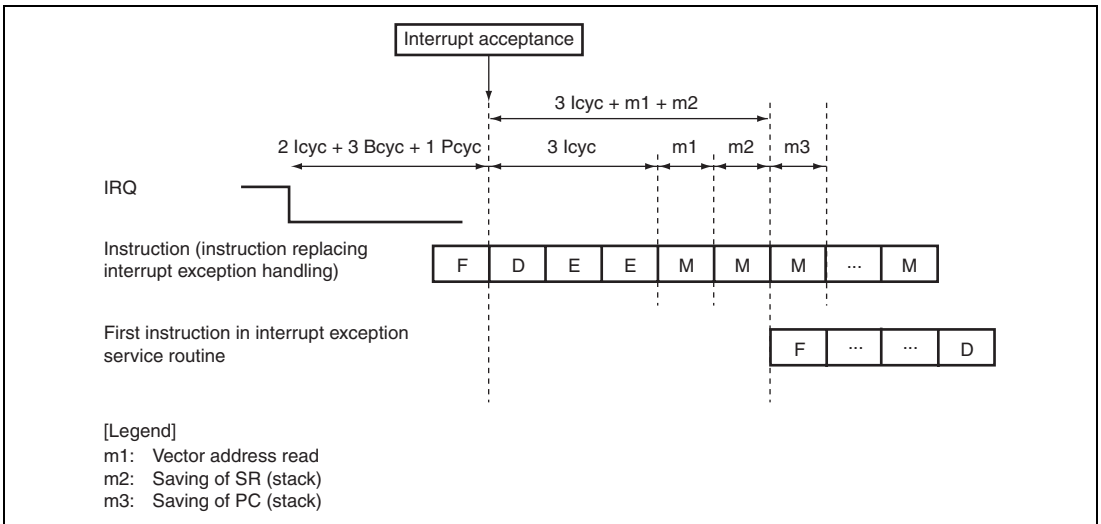 Interrupt acceptance
3 Icyc + m1 + m2
2 Icyc + 3 Bcyc + 1 Pcyc 3 Icyc m1 m2 m3
IRQ
Instruction (instruction replacing
interrupt exception handling)
F D E E M M M ... M
First instruction in interrupt exception
service routine
F ... ... D
[Legend]
m1: Vector address read
m2: Saving of SR (stack)
m3: Saving of PC (stack)